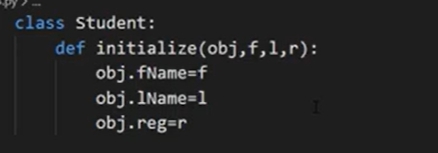 class Student:
    def initialize(obj,f,l,r):
        obj.fName=f
        obj.lName=l
        obj.reg=r